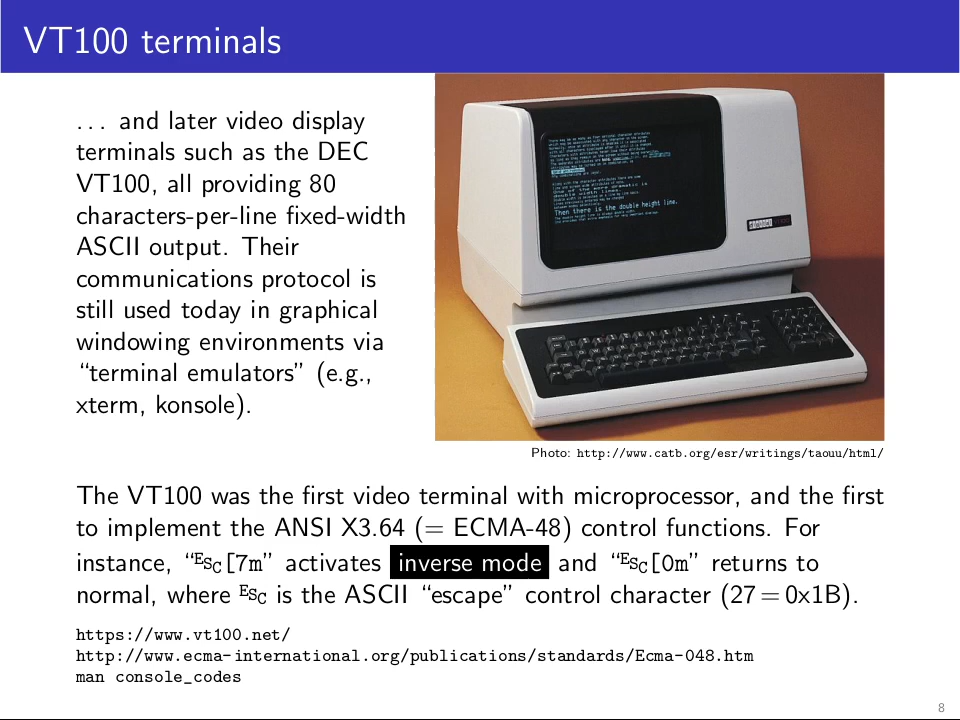 VT100 terminals
... and later video display
terminals such as the DEC
VT100, all providing 80
characters-per-line fixed-width
ASCII output. Their
communications protocol is
still used today in graphical
windowing environments via
“terminal emulators” (e.g.,
xterm, konsole).
Then there is the double height line.
Photo: http://www.catb.org/esr/writings/taouu/html/
The VT100 was the first video terminal with microprocessor, and the first
to implement the ANSI X3.64 (= ECMA-48) control functions. For
instance, “ESC[7m” activates inverse mode and “ESC[0m” returns to
normal, where ESC is the ASCII “escape” control character (27 = 0x1B).
https://www.vt100.net/
http://www.ecma-international.org/publications/standards/Ecma-048.htm
man console_codes
8